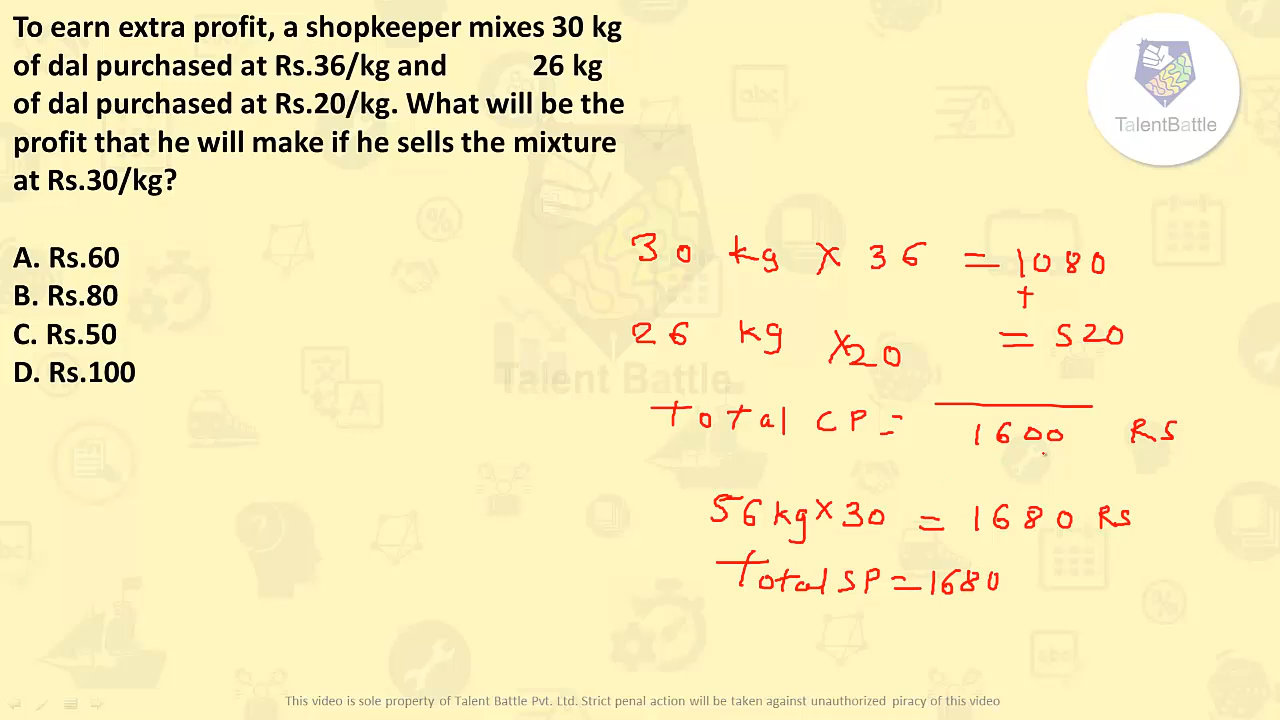 To earn extra profit, a shopkeeper mixes 30 kg
of dal purchased at Rs.36/kg and 26 kg
of dal purchased at Rs.20/kg. What will be the
profit that he will make if he sells the mixture
at Rs.30/kg?
A. Rs.60
B. Rs.80
C. Rs.50
D. Rs.100
TalentBattle
30 kg x 36 = 1080
+
26 kg x20 = 520
Total CP = 1600 RS
56kg x 30 = 1680 RS
Total SP = 1680
Talent Battle
This video is sole property of Talent Battle Pvt. Ltd. Strict penal action will be taken against unauthorized piracy of this video